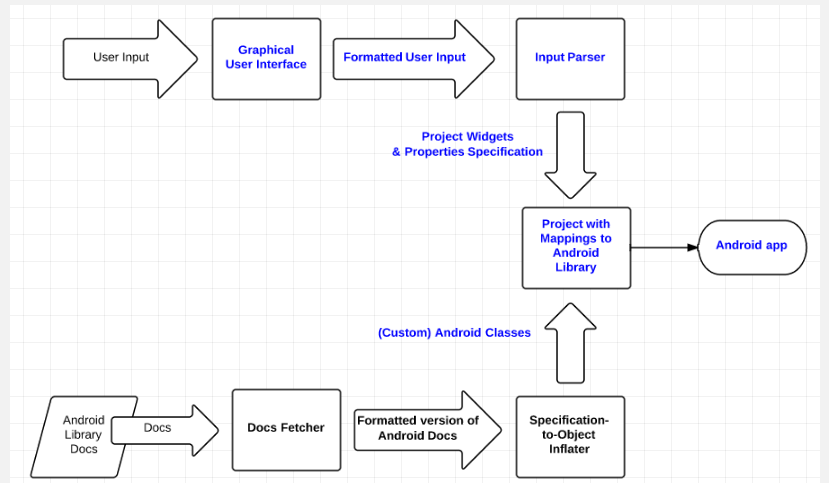 User Input
Graphical
User Interface
Formatted User Input
Input Parser
Project Widgets
& Properties Specification
Project with
Mappings to
Android
Library
Android app
(Custom) Android Classes
Android
Library
Docs
Docs
Docs Fetcher
Formatted version of
Android Docs
Specification-
to-Object
Inflater